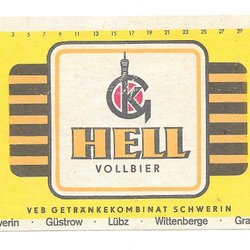 3 5 7 9 11 13 15 17 19 21 23 25 27 29
GK
HELL
VOLLBIER
VEB GETRÄNKEKOMBINAT SCHWERIN
werin · Güstrow · Lübz · Wittenberge · Gra